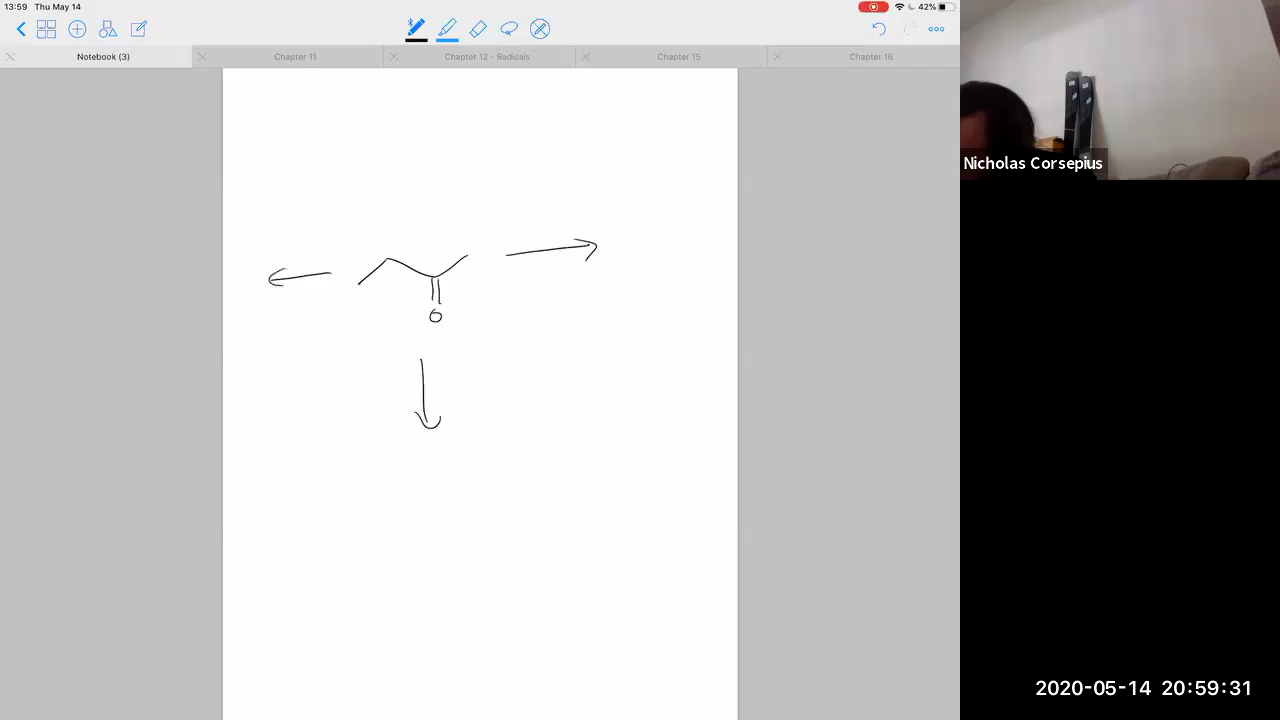 13:59 Thu May 14 42%
Notebook (3) Chapter 11 Chapter 12 - Radicals Chapter 15 Chapter 16
Nicholas Corsepius
O
2020-05-14 20:59:31